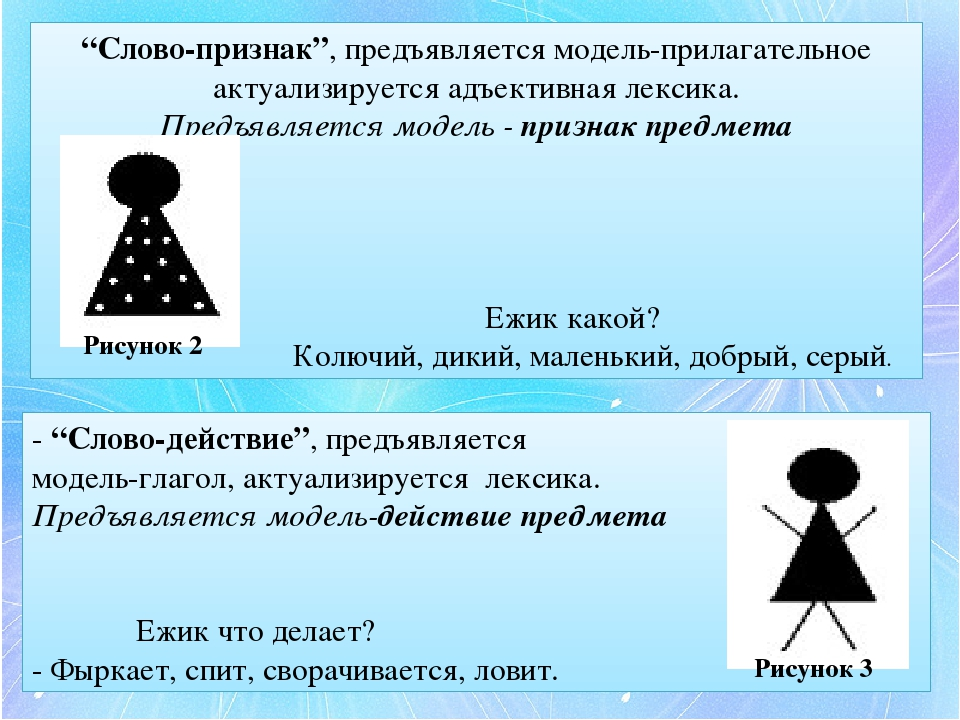 “Слово-признак”, предъявляется модель-прилагательное
актуализируется адъективная лексика.
Предъявляется модель - признак предмета
Ежик какой?
Рисунок 2
Колючий, дикий, маленький, добрый, серый.
- “Слово-действие”, предъявляется
модель-глагол, актуализируется лексика.
Предъявляется модель-действие предмета
Ежик что делает?
- Фыркает, спит, сворачивается, ловит.
Рисунок 3